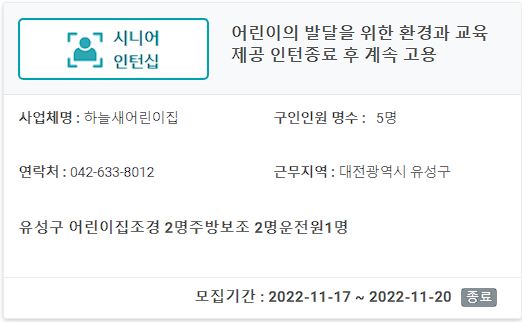 시니어
인턴십
어린이의 발달을 위한 환경과 교육
제공 인턴종료 후 계속 고용
사업체명 : 하늘새어린이집
구인인원 명수 : 5명
연락처 : 042-633-8012
근무지역 : 대전광역시 유성구
유성구 어린이집조경 2명주방보조 2명운전원1명
모집기간 : 2022-11-17 ~ 2022-11-20 종료